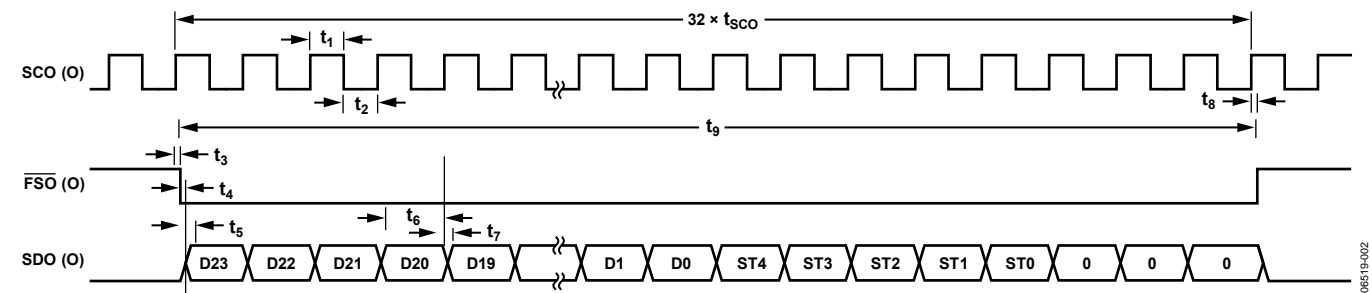 32 × tSCO
t1
SCO (O)
t2
t8
t9
t3
FSO (O)
t4
t6
t5
t7
SDO (O)
D23 D22 D21 D20 D19 D1 D0 ST4 ST3 ST2 ST1 ST0 0 0 0
06519-002